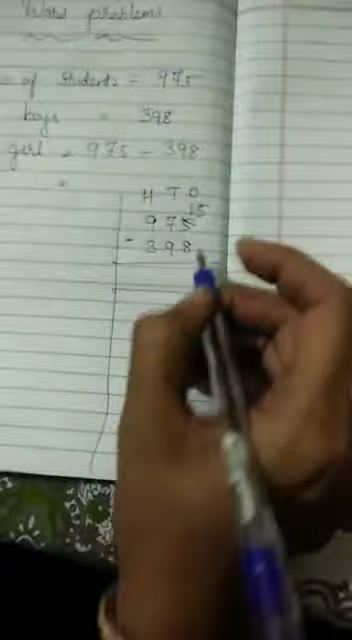 Word problems
of students = 975
boys = 398
girl = 975 - 398
=
H T O
15
9 7 5
- 3 9 8